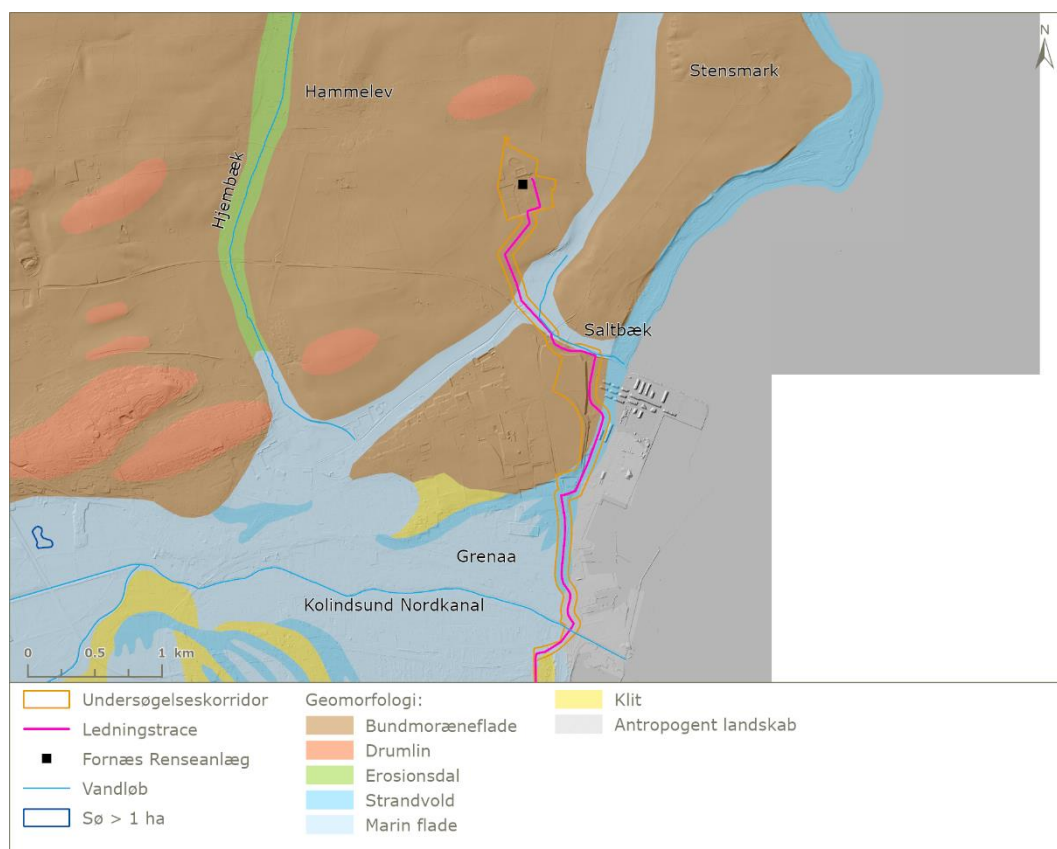 N
Stensmark
Hammelev
Hjembæk
Saltbæk
Grenaa
Kolindsund Nordkanal
0 0.5 1 km
Undersøgelseskorridor
Ledningstrace
Fornæs Renseanlæg
Vandløb
Sø > 1 ha
Geomorfologi:
Bundmoræneflade
Drumlin
Erosionsdal
Strandvold
Marin flade
Klit
Antropogent landskab